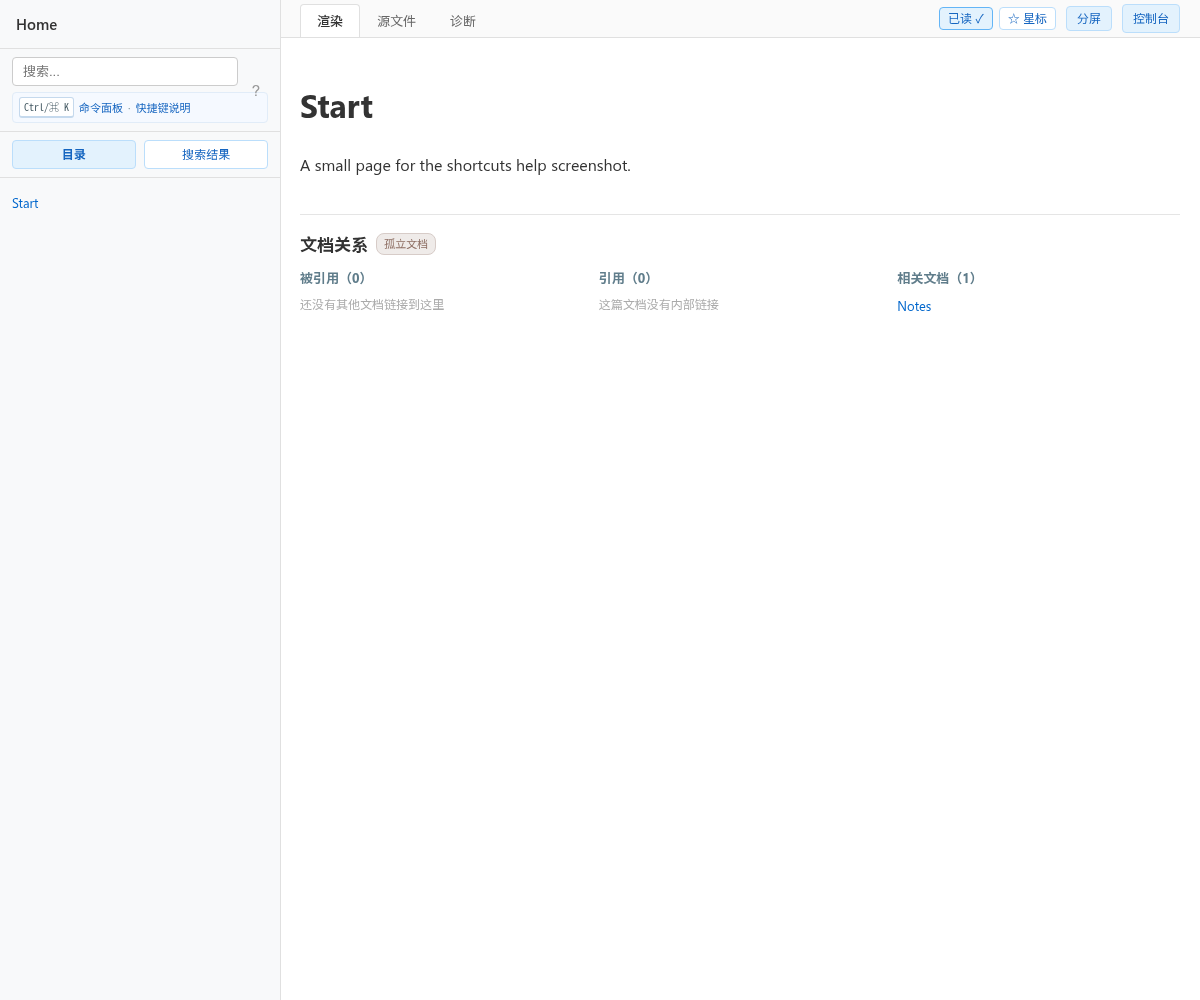 Home
搜索...
?
Ctrl/⌘ K 命令面板 · 快捷键说明
目录 搜索结果
Start
渲染 源文件 诊断 已读 ✓ ☆ 星标 分屏 控制台
Start
A small page for the shortcuts help screenshot.
文档关系 孤立文档
被引用（0） 引用（0） 相关文档（1）
还没有其他文档链接到这里 这篇文档没有内部链接 Notes